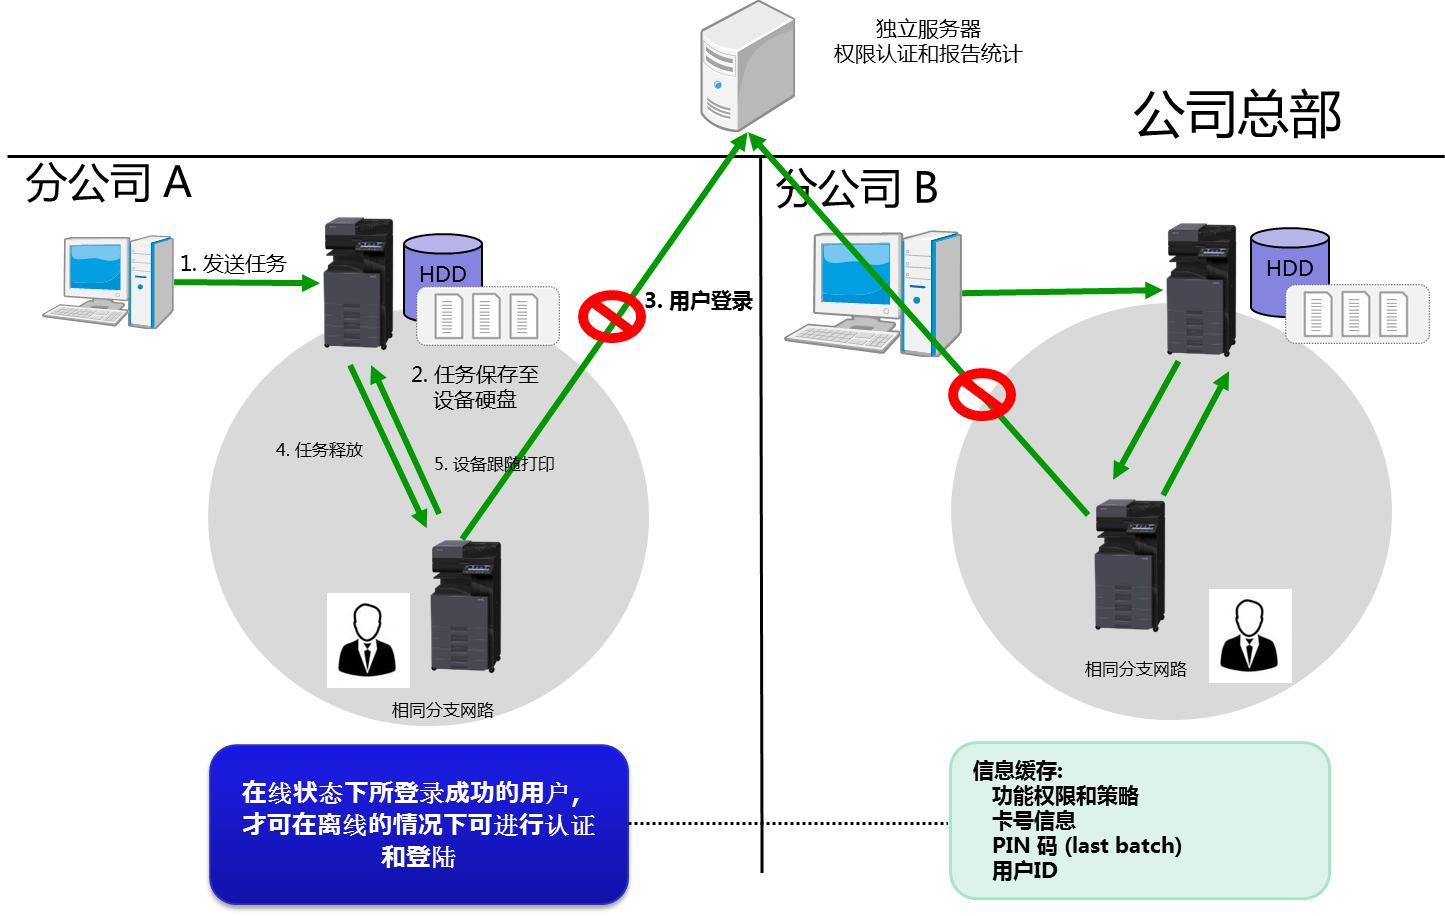 独立服务器
权限认证和报告统计
公司总部
分公司 A
分公司 B
1. 发送任务
HDD
HDD
3. 用户登录
2. 任务保存至
设备硬盘
4. 任务释放
5. 设备跟随打印
相同分支网路
相同分支网路
在线状态下所登录成功的用户，
才可在离线的情况下可进行认证
和登陆
信息缓存:
功能权限和策略
卡号信息
PIN 码 (last batch)
用户ID